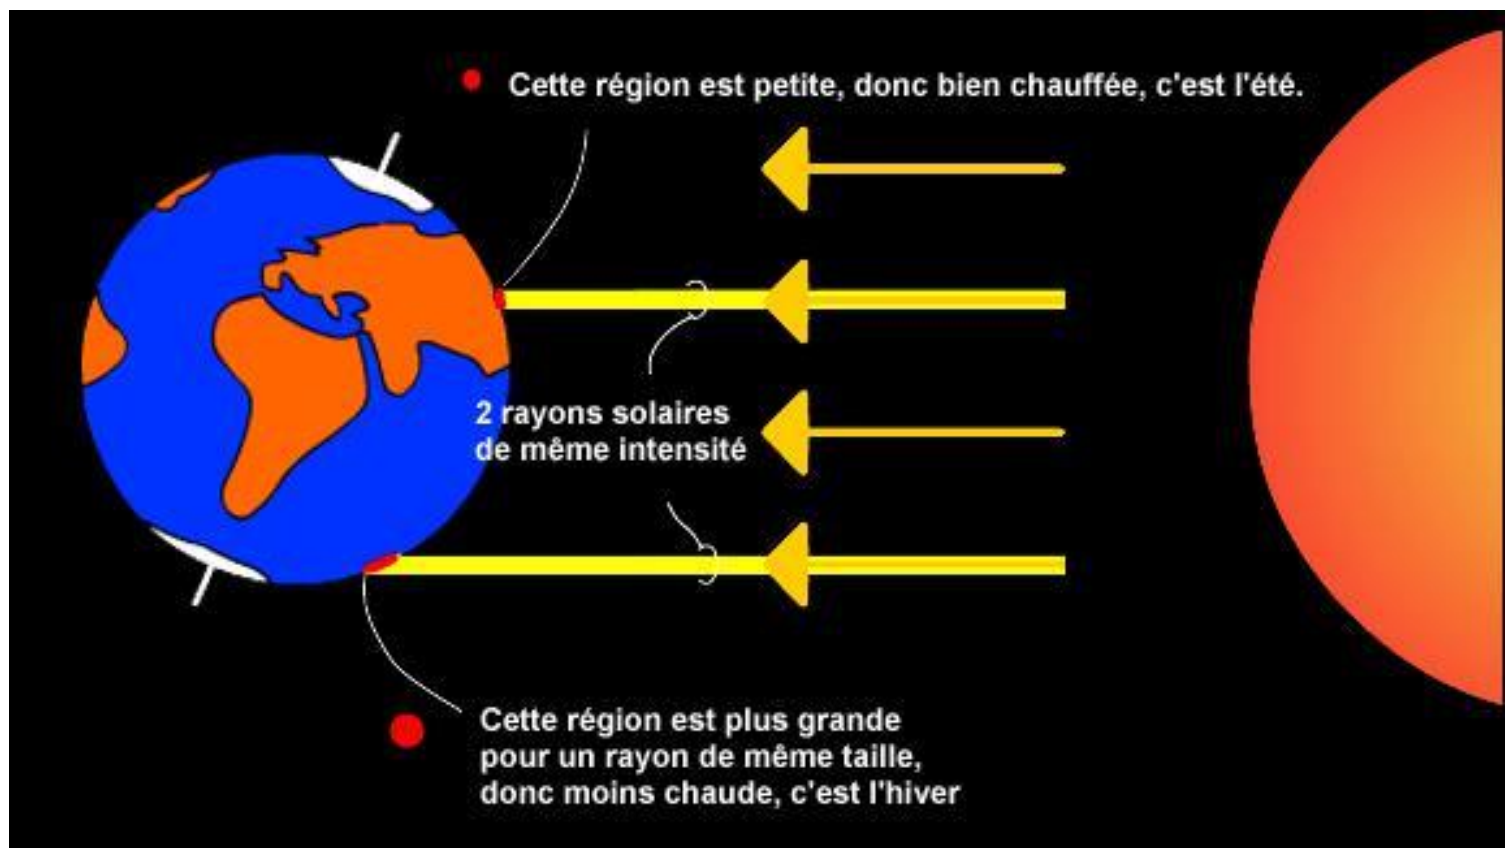 Cette région est petite, donc bien chauffée, c'est l'été.
2 rayons solaires
de même intensité
Cette région est plus grande
pour un rayon de même taille,
donc moins chaude, c'est l'hiver